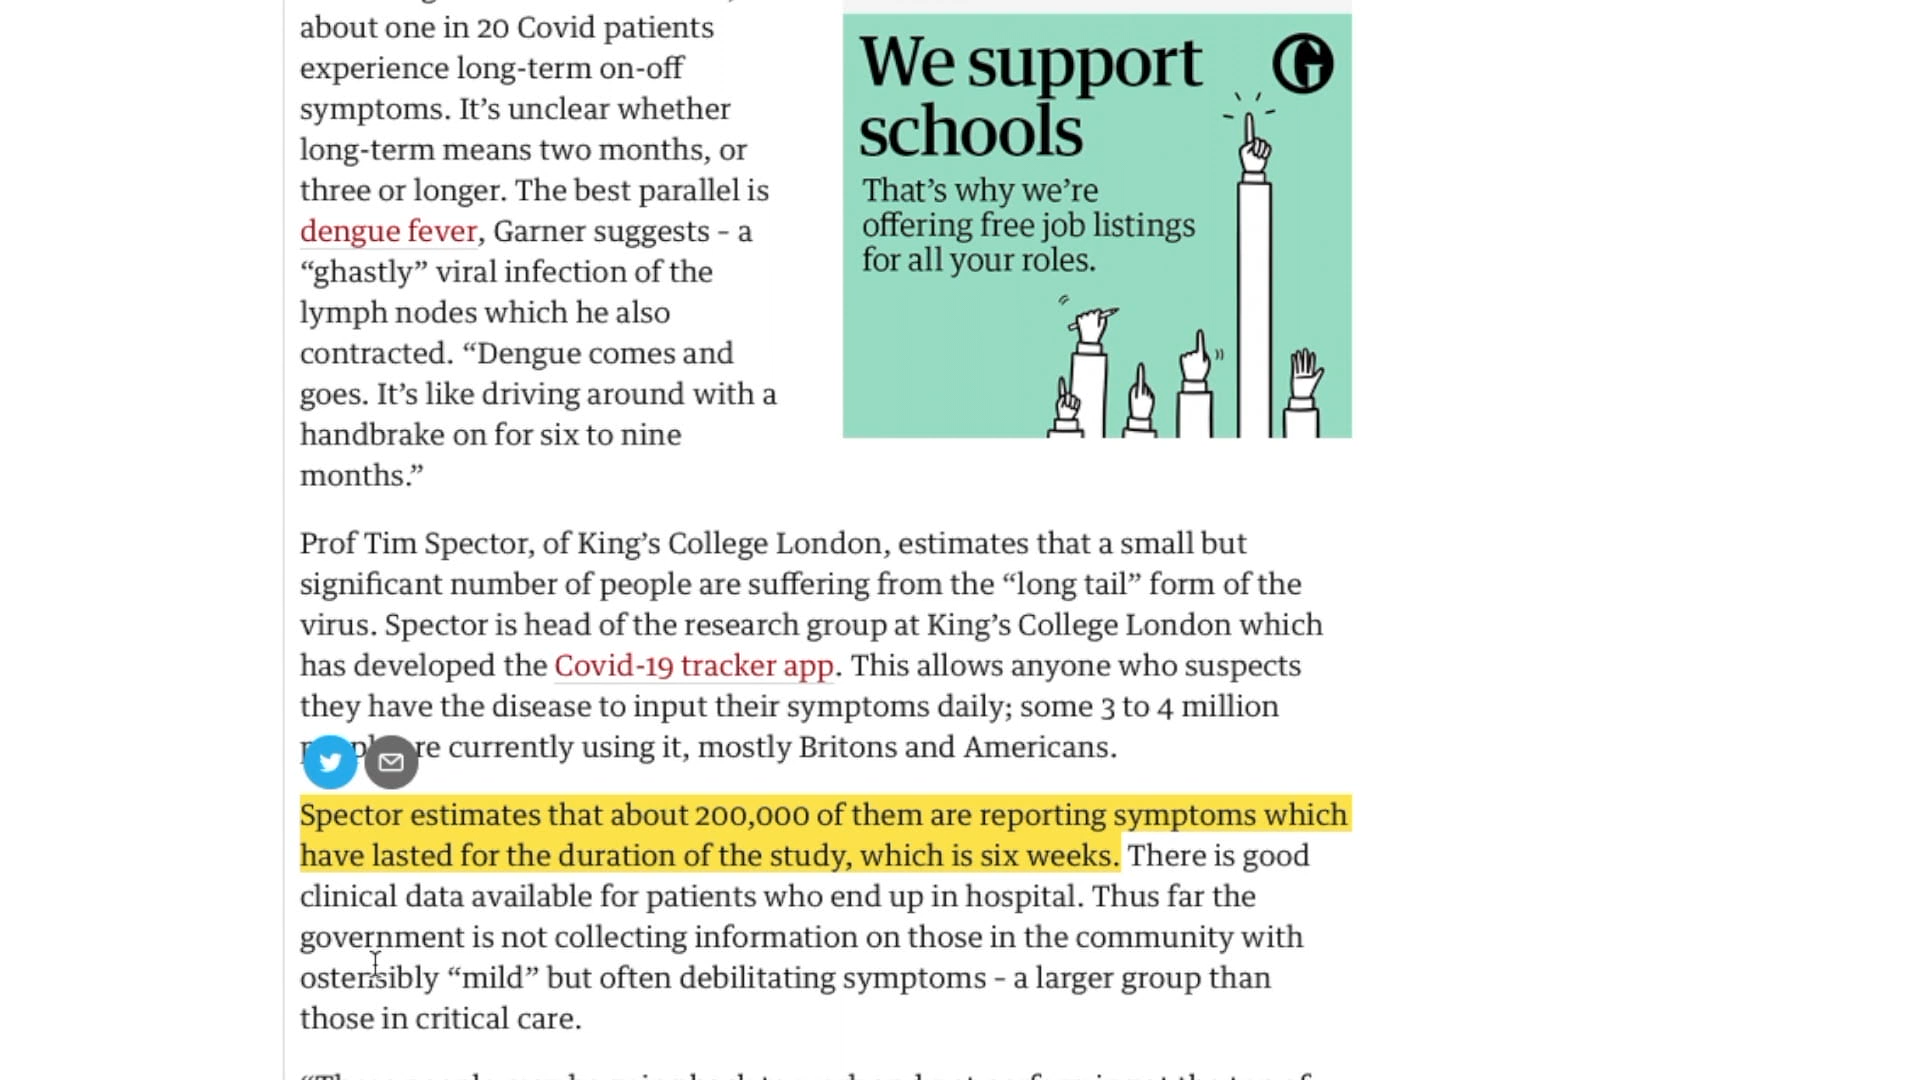 about one in 20 Covid patients
experience long-term on-off
symptoms. It’s unclear whether
long-term means two months, or
three or longer. The best parallel is
dengue fever, Garner suggests – a
“ghastly” viral infection of the
lymph nodes which he also
contracted. “Dengue comes and
goes. It’s like driving around with a
handbrake on for six to nine
months.”
We support
schools
That’s why we’re
offering free job listings
for all your roles.
Prof Tim Spector, of King’s College London, estimates that a small but
significant number of people are suffering from the “long tail” form of the
virus. Spector is head of the research group at King’s College London which
has developed the Covid-19 tracker app. This allows anyone who suspects
they have the disease to input their symptoms daily; some 3 to 4 million
currently using it, mostly Britons and Americans.
Spector estimates that about 200,000 of them are reporting symptoms which
have lasted for the duration of the study, which is six weeks. There is good
clinical data available for patients who end up in hospital. Thus far the
government is not collecting information on those in the community with
ostensibly “mild” but often debilitating symptoms – a larger group than
those in critical care.